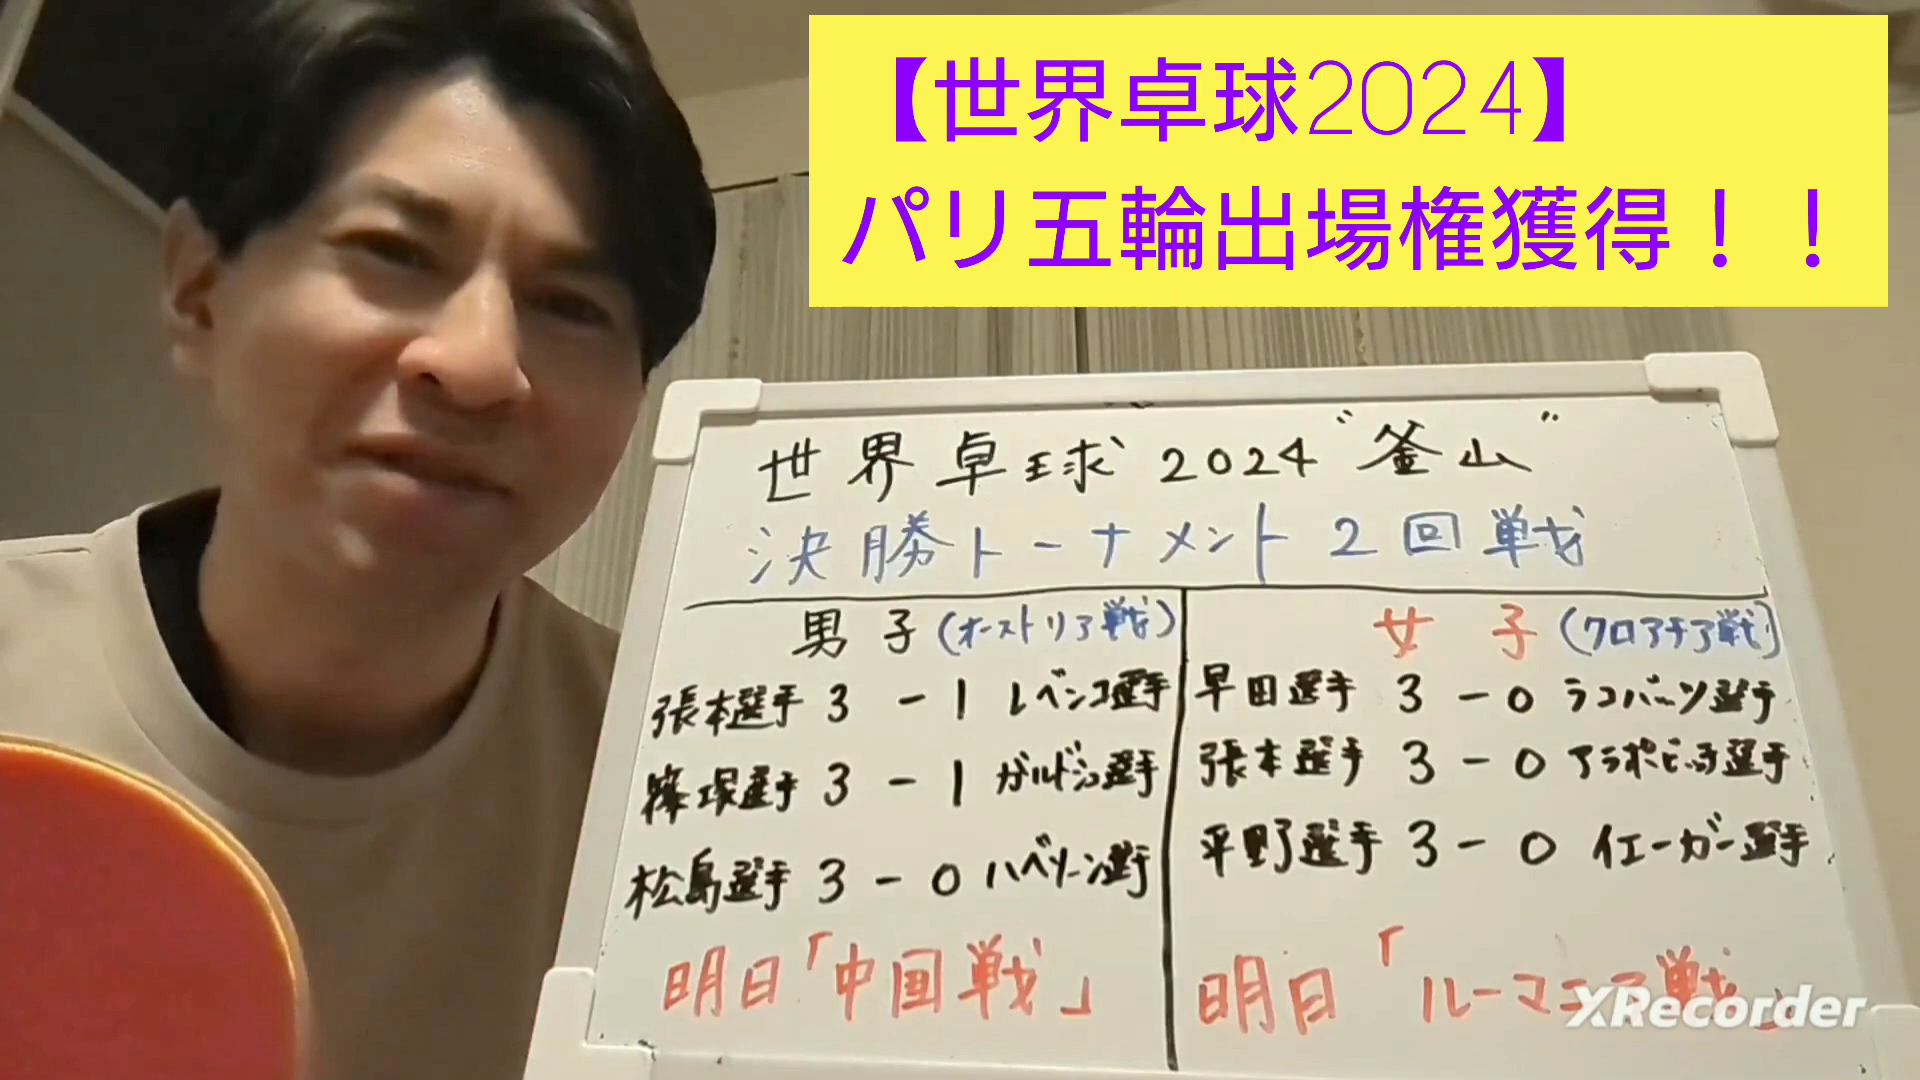 【世界卓球2024】
パリ五輪出場権獲得！！
世界卓球2024"釜山"
決勝トーナメント2回戦
男子(オーストリア戦)
張本選手 3 - 1 レベンコ選手
篠塚選手 3 - 1 ガルドシュ選手
松島選手 3 - 0 ハベソーン選手
明日「中国戦」
女子(クロアチア戦)
早田選手 3 - 0 ラコバーツ選手
張本選手 3 - 0 アラポビッチ選手
平野選手 3 - 0 イエーガー選手
明日「ルーマニア戦」
XRecorder